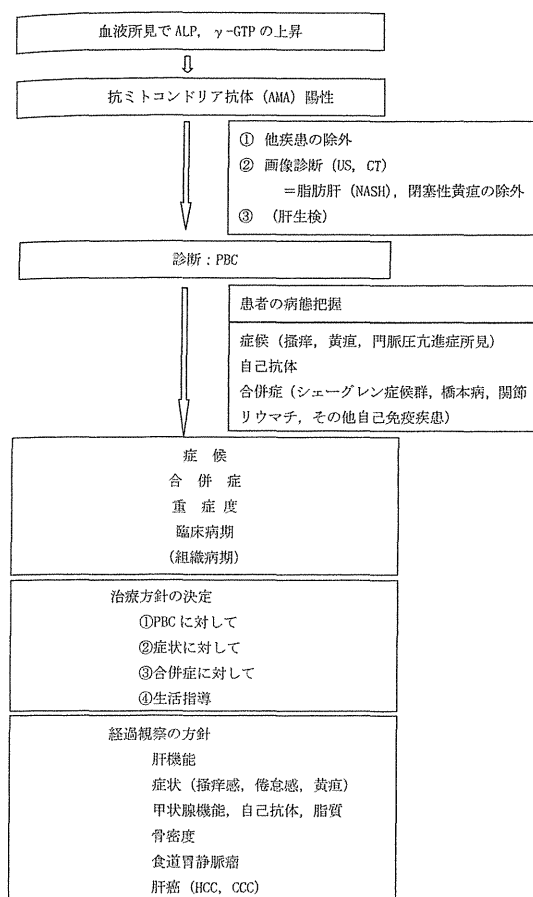 血液所見で ALP, γ-GTP の上昇
抗ミトコンドリア抗体 (AMA) 陽性
① 他疾患の除外
② 画像診断 (US, CT)
=脂肪肝 (NASH), 閉塞性黄疸の除外
③ (肝生検)
診断:PBC
患者の病態把握
症候 (掻痒, 黄疸, 門脈圧亢進症所見)
自己抗体
合併症 (シェーグレン症候群, 橋本病, 関節
リウマチ, その他自己免疫疾患)
症 候
合 併 症
重 症 度
臨床病期
(組織病期)
治療方針の決定
①PBC に対して
②症状に対して
③合併症に対して
④生活指導
経過観察の方針
肝機能
症状 (掻痒感, 倦怠感, 黄疸)
甲状腺機能, 自己抗体, 脂質
骨密度
食道胃静脈瘤
肝癌 (HCC, CCC)